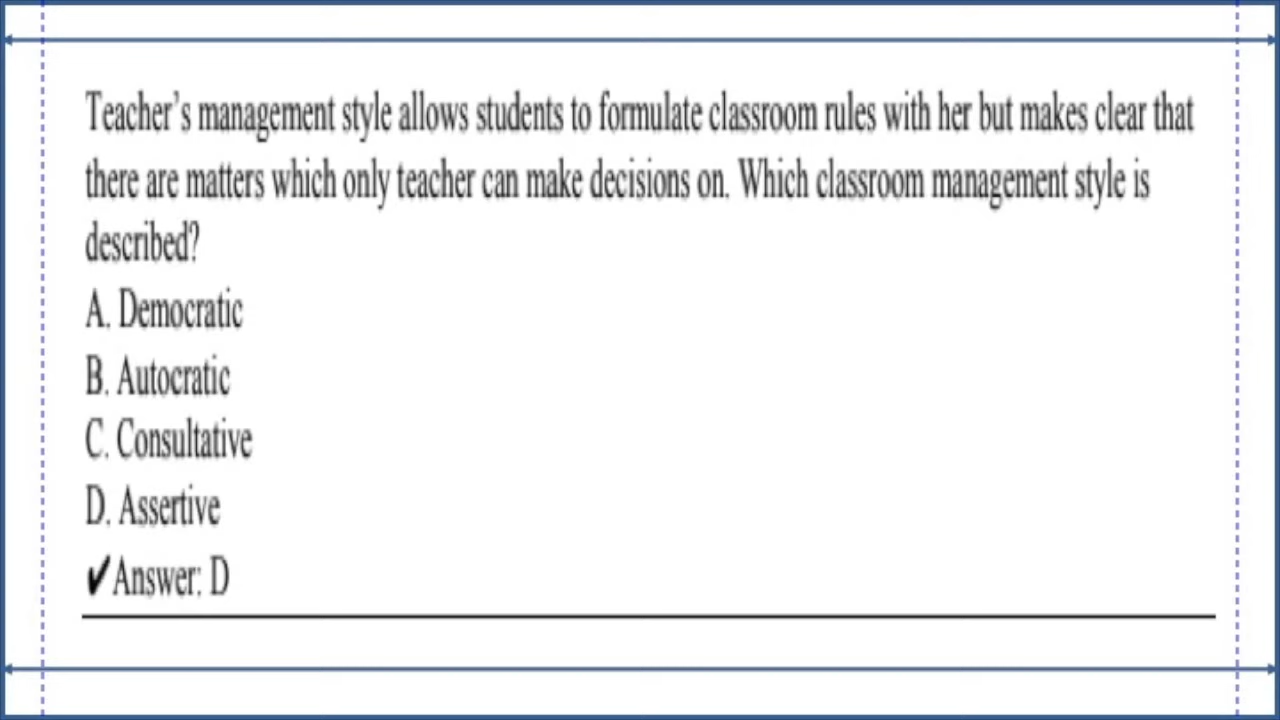 Teacher’s management style allows students to formulate classroom rules with her but makes clear that
there are matters which only teacher can make decisions on. Which classroom management style is
described?
A. Democratic
B. Autocratic
C. Consultative
D. Assertive
✔Answer: D